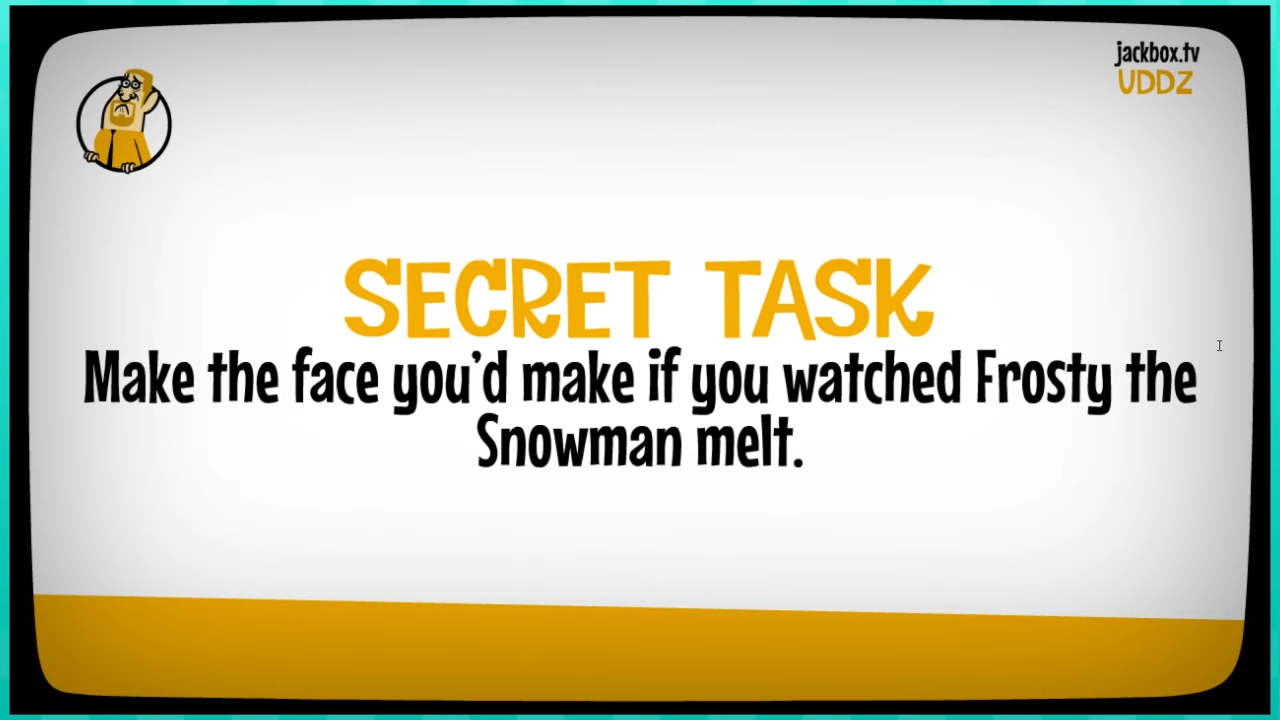 jackbox.tv
UDDZ
SECRET TASK
Make the face you'd make if you watched Frosty the
Snowman melt.